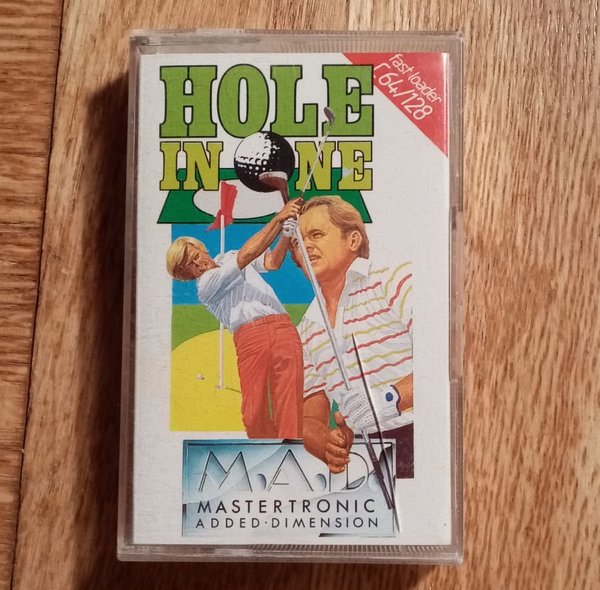 HOLE
IN ONE
fast loader
C64/128
M.A.D
MASTERTRONIC
ADDED·DIMENSION